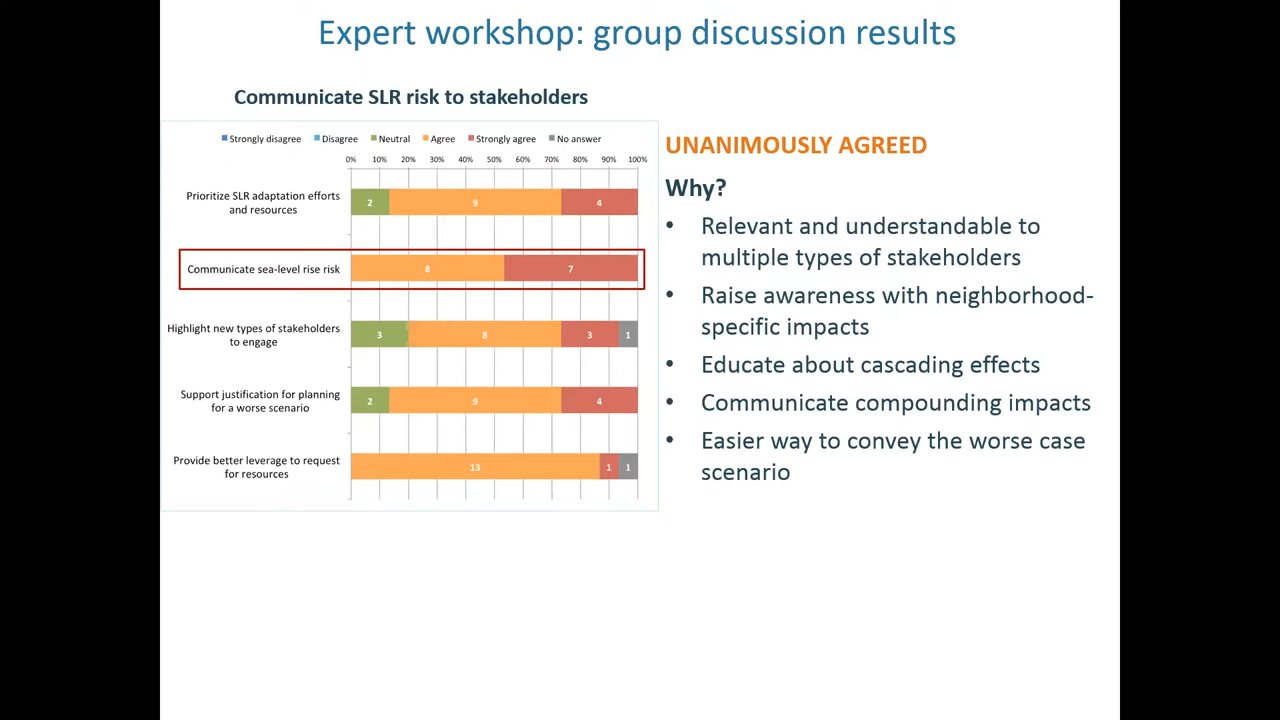 Expert workshop: group discussion results
Communicate SLR risk to stakeholders
Strongly disagree Disagree Neutral Agree Strongly agree No answer
0% 10% 20% 30% 40% 50% 60% 70% 80% 90% 100%
Prioritize SLR adaptation efforts
and resources
2 9 4
Communicate sea-level rise risk
8 7
Highlight new types of stakeholders
to engage
3 8 3 1
Support justification for planning
for a worse scenario
2 9 4
Provide better leverage to request
for resources
13 1 1
UNANIMOUSLY AGREED
Why?
• Relevant and understandable to
multiple types of stakeholders
• Raise awareness with neighborhood-
specific impacts
• Educate about cascading effects
• Communicate compounding impacts
• Easier way to convey the worse case
scenario